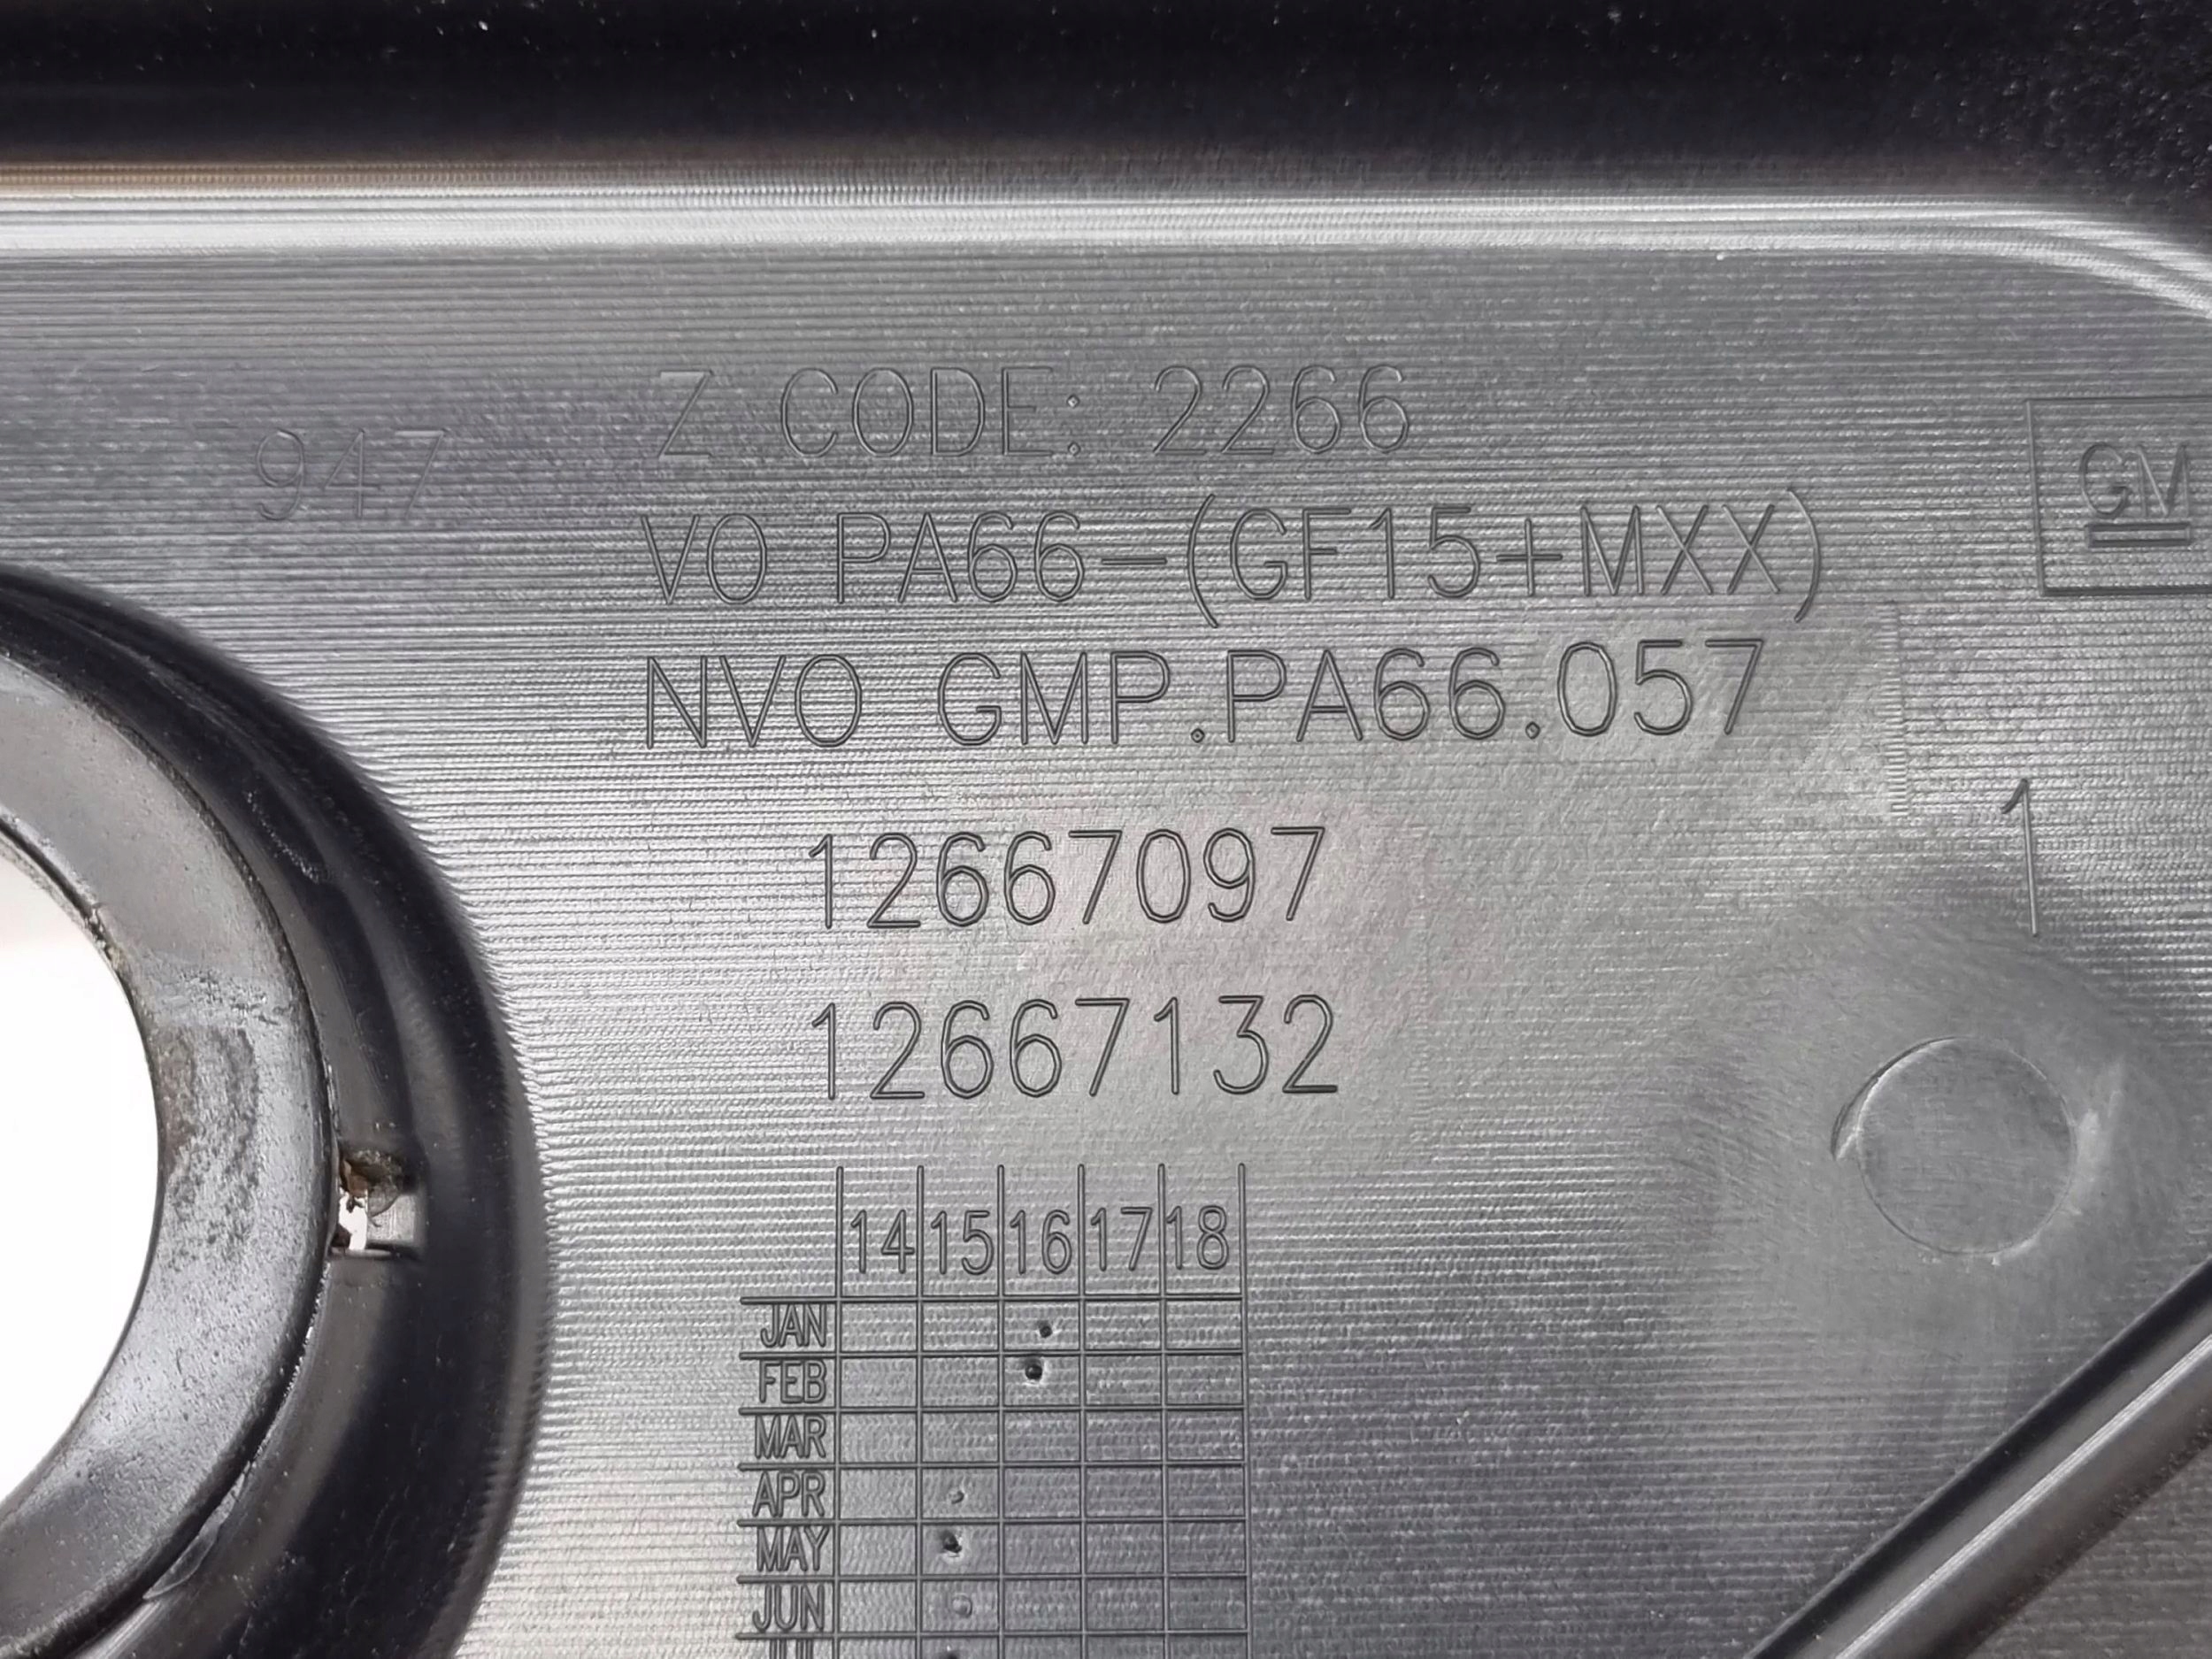 Z CODE: 2266
947
GM
VO PA66-(GF15+MXX)
NVO GMP.PA66.057
1
12667097
12667132
14 15 16 17 18
JAN
FEB
MAR
APR
MAY
JUN